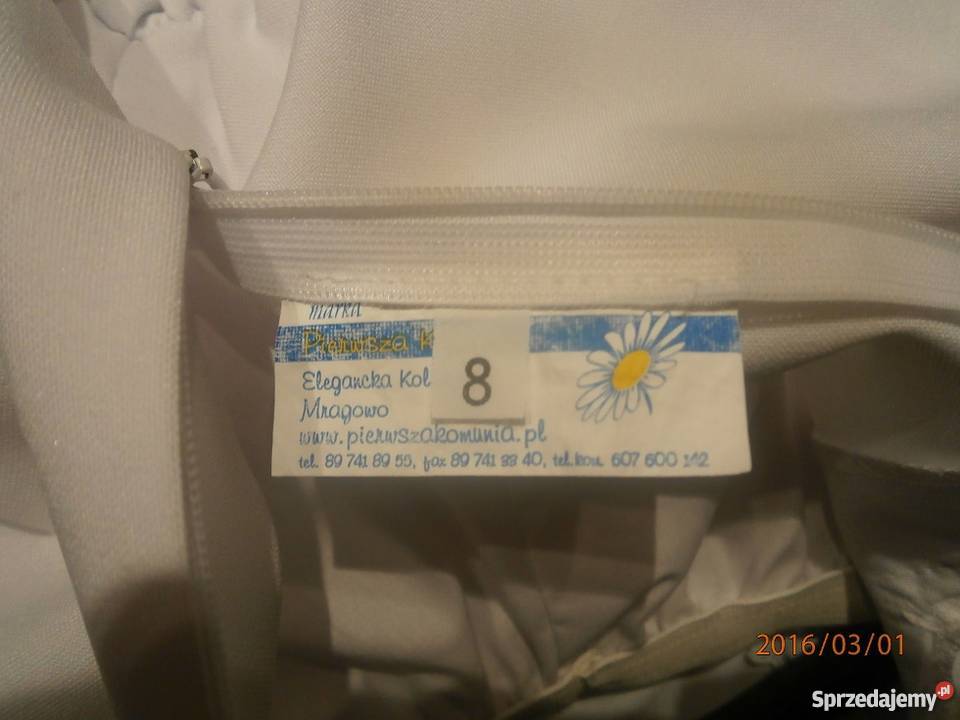 marka
Pierwsza K
8
Elegancka Kol
Mrągowo
www.pierwszakomunia.pl
tel. 89 741 89 55, fax 89 741 33 40, tel.kom. 607 600 142
2016/03/01
Sprzedajemy.pl